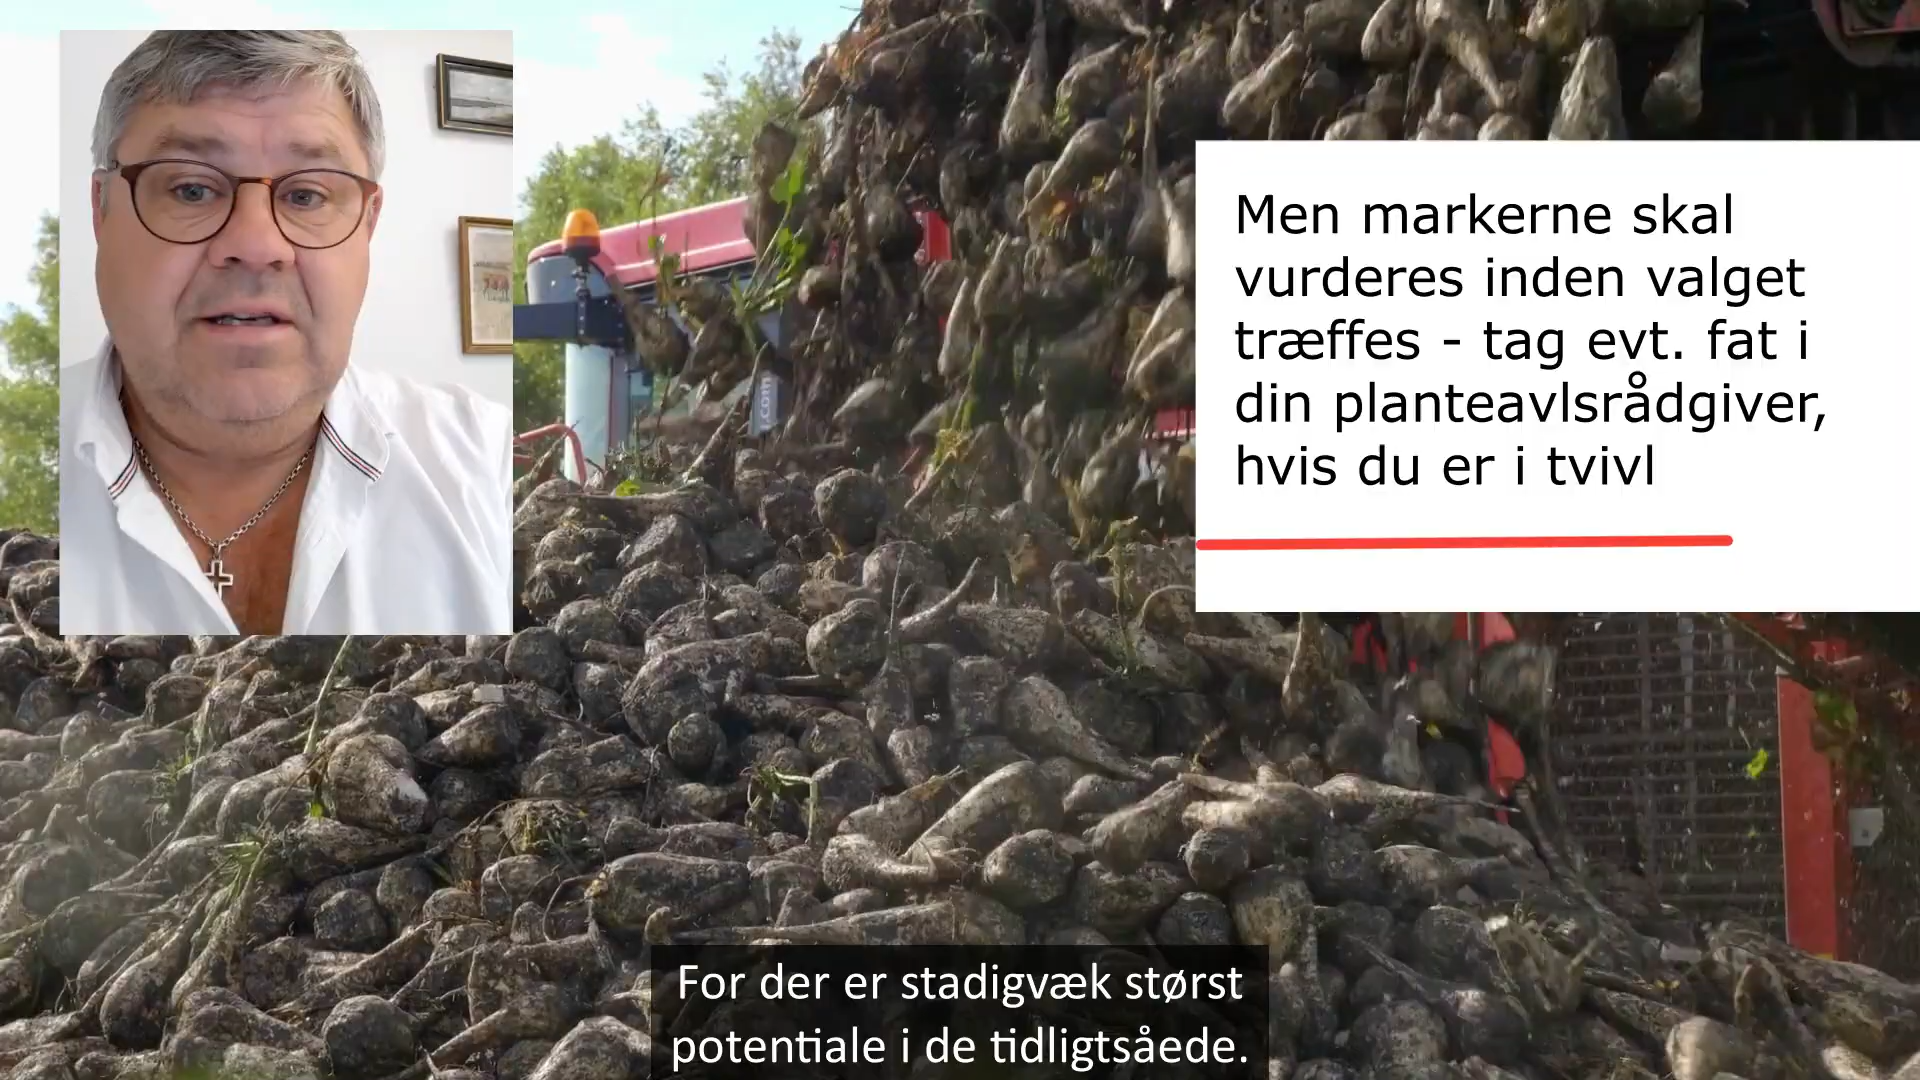 Men markerne skal
vurderes inden valget
træffes - tag evt. fat i
din planteavlsrådgiver,
hvis du er i tvivl
.com
For der er stadigvæk størst
potentiale i de tidligtsåede.